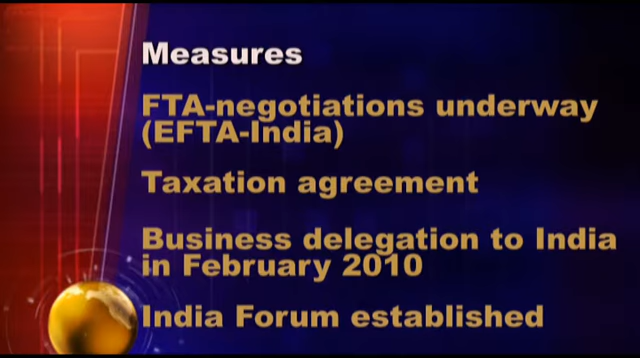 Measures
FTA-negotiations underway
(EFTA-India)
Taxation agreement
Business delegation to India
in February 2010
India Forum established